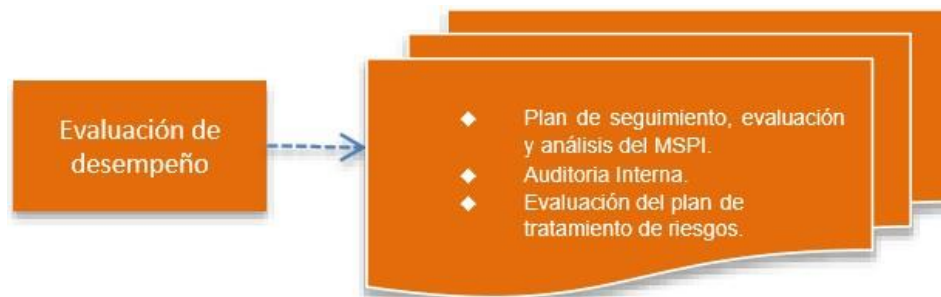 Evaluación de
desempeño
◆ Plan de seguimiento, evaluación
y análisis del MSPI.
◆ Auditoria Interna.
◆ Evaluación del plan de
tratamiento de riesgos.